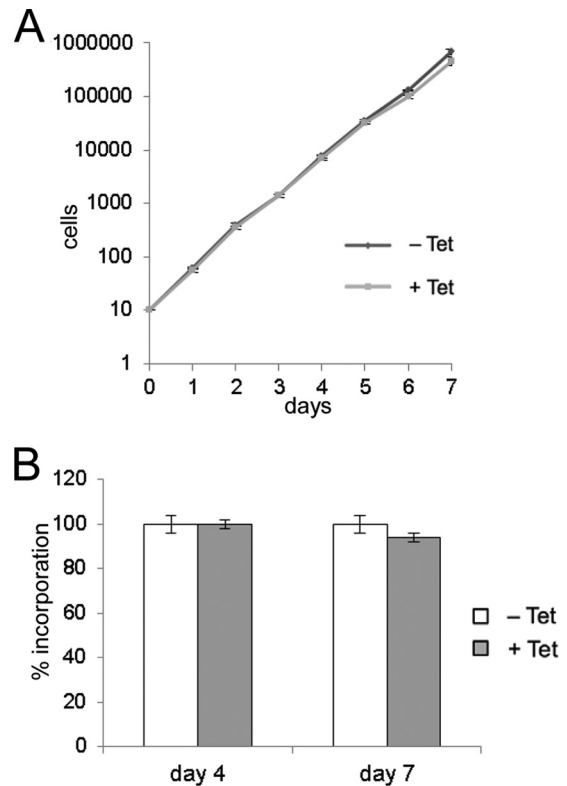 A
1000000
100000
10000
1000
100
10
1
cells
– Tet
+ Tet
0 1 2 3 4 5 6 7
days
B
120
100
80
60
40
20
0
% incorporation
– Tet
+ Tet
day 4 day 7